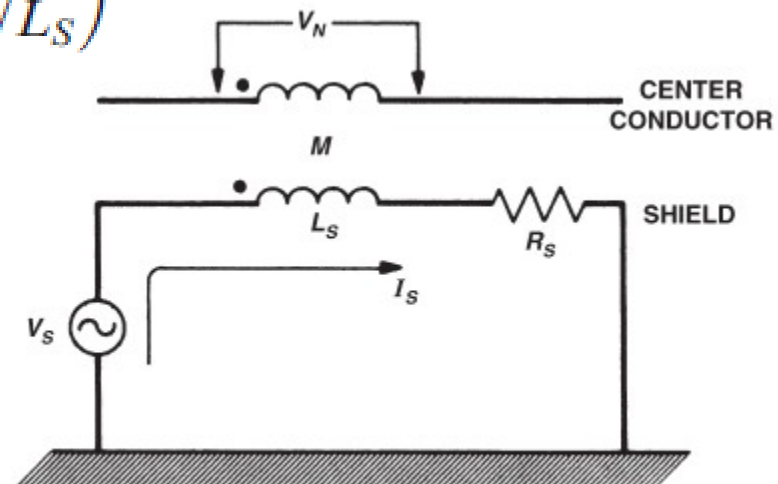 /L_S)
V_N
CENTER
CONDUCTOR
M
L_S
R_S
SHIELD
I_S
V_S